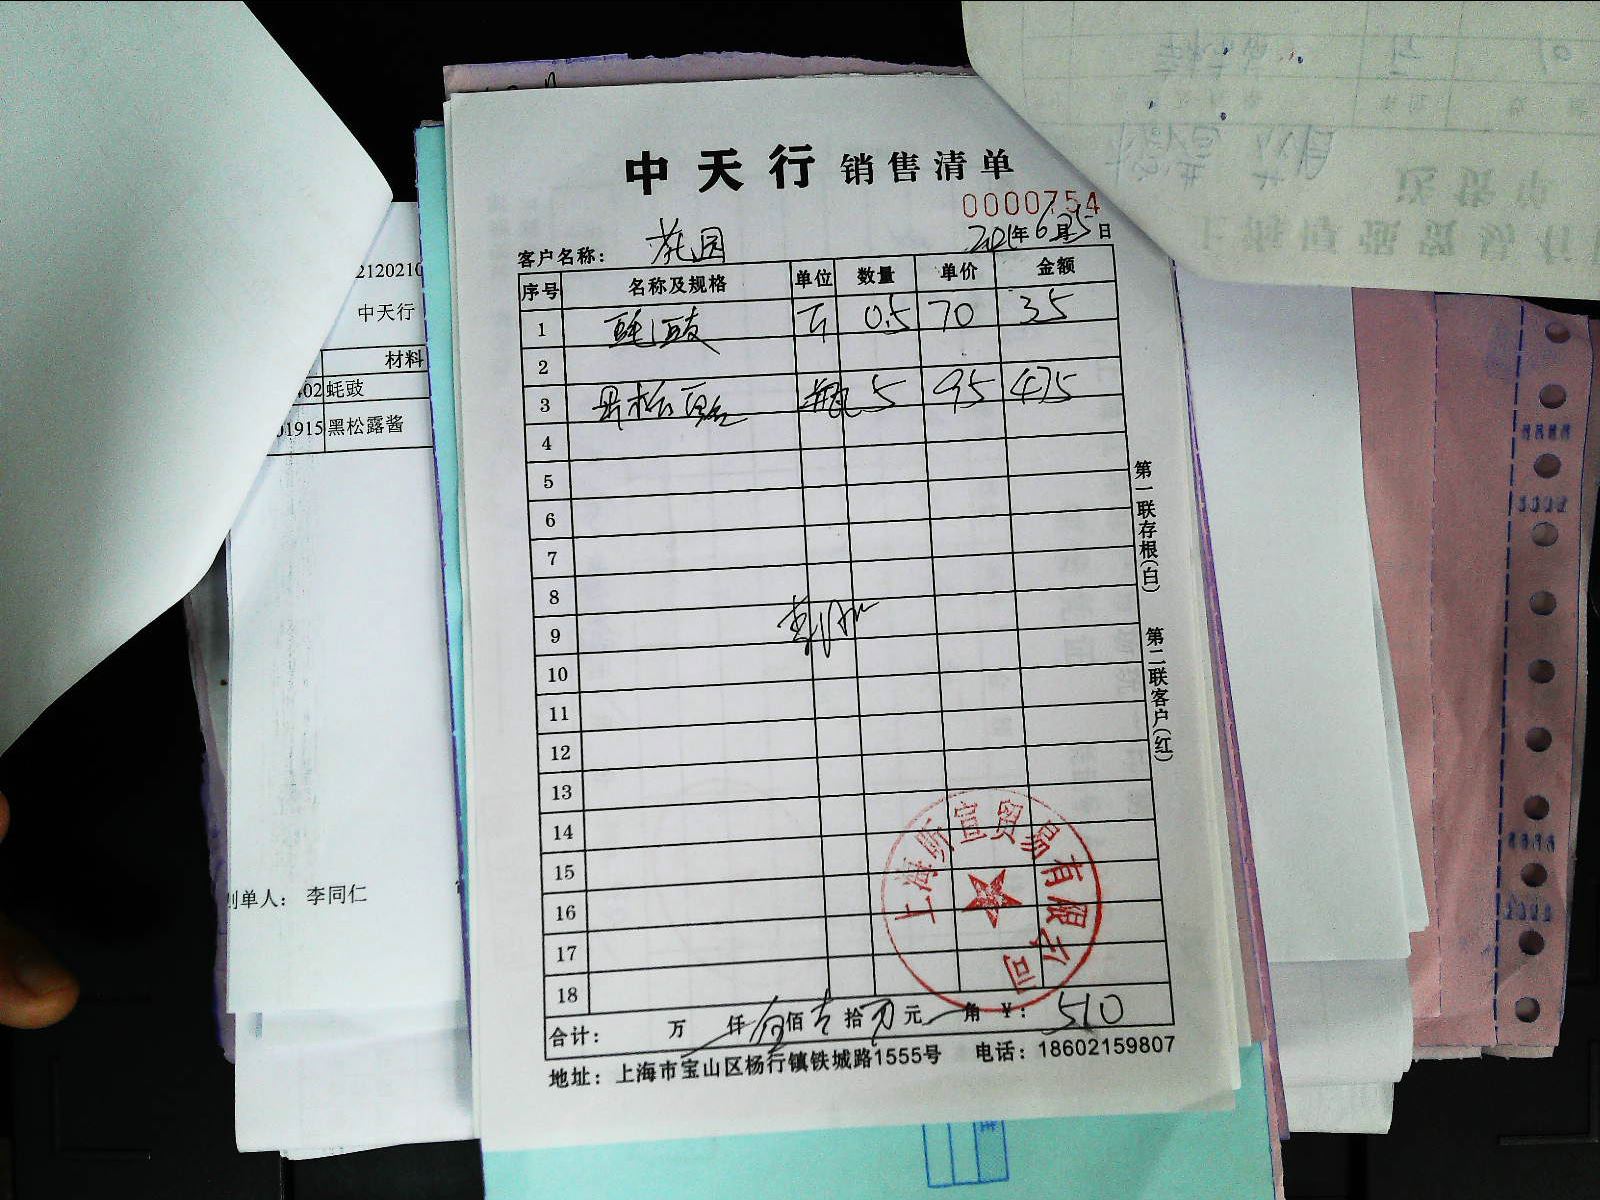 中天行 销售清单
0000754
客户名称： 花园 年6月25日
序号 名称及规格 单位 数量 单价 金额
1 蚝豉 斤 0.5 70 35
2
3 黑松露 瓶 5 95 475
4
5
6
7
8
9
10
11
12
13
14
15
16
17
18
合计： 万 仟 伍佰壹拾 元 角 ¥： 510
地址：上海市宝山区杨行镇铁城路1555号 电话：18602159807
第一联存根(白)
第二联客户(红)
上海昕宣贸易有限公司
2120210
中天行
材料
402 蚝豉
01915 黑松露酱
制单人： 李同仁